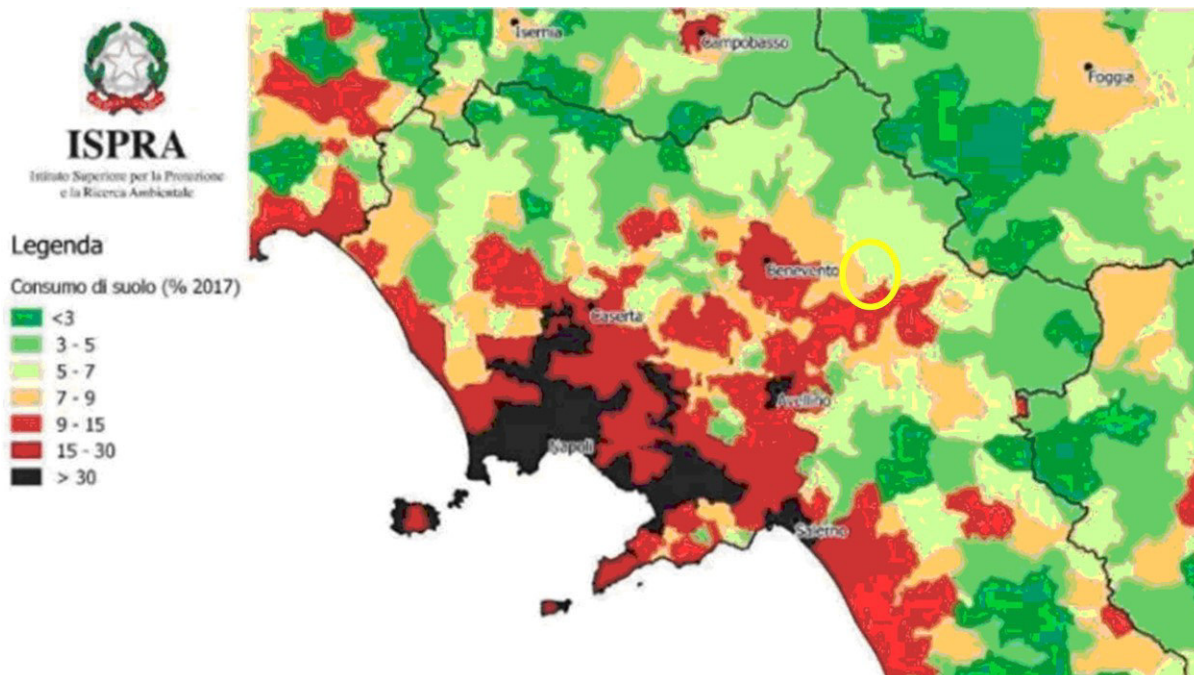 ISPRA
Istituto Superiore per la Protezione
e la Ricerca Ambientale
Legenda
Consumo di suolo (% 2017)
<3
3 - 5
5 - 7
7 - 9
9 - 15
15 - 30
> 30
Isernia
Campobasso
Foggia
Benevento
Caserta
Avellino
Napoli
Salerno